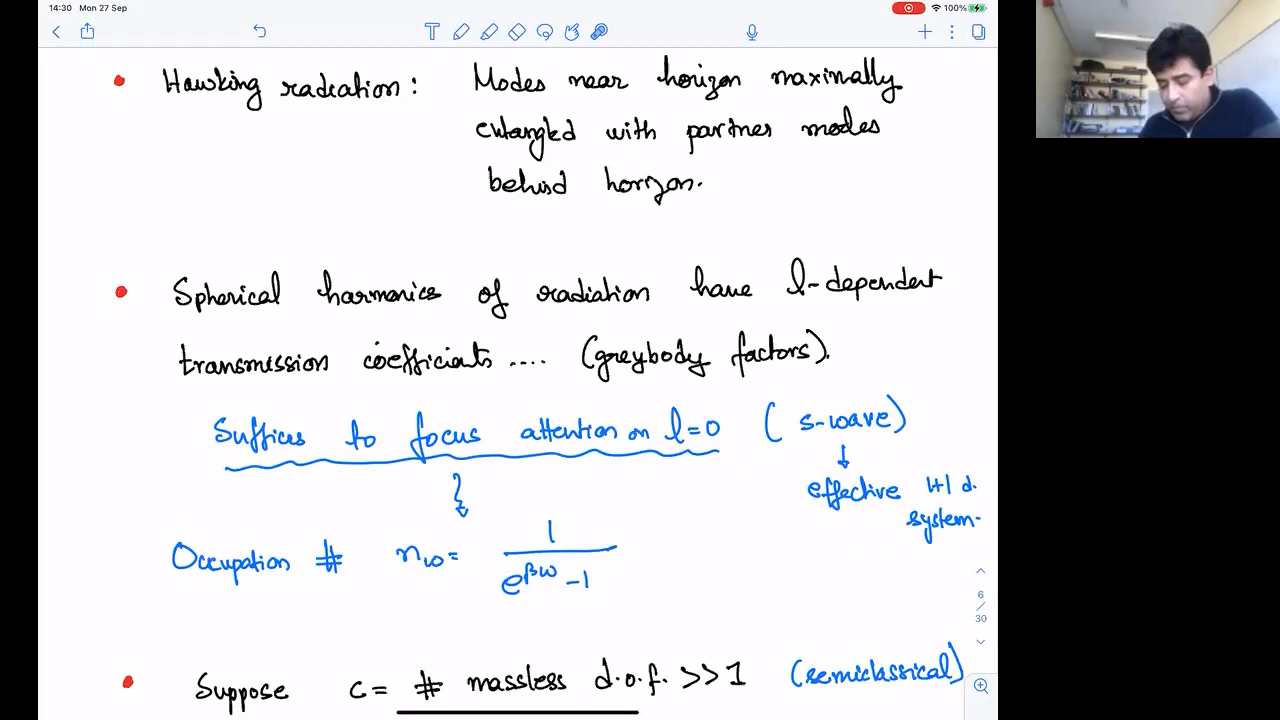 14:30 Mon 27 Sep
100%
• Hawking radiation : Modes near horizon maximally
entangled with partner modes
behind horizon.
• Spherical harmonics of radiation have l-dependent
transmission coefficients .... (greybody factors).
Suffices to focus attention on l=0 ( s-wave)
↓
effective 1+1 d.
system.
Occupation # nω = 1 / (e^βω - 1)
6
/
30
• Suppose c = # massless d.o.f. >> 1 (semiclassical)